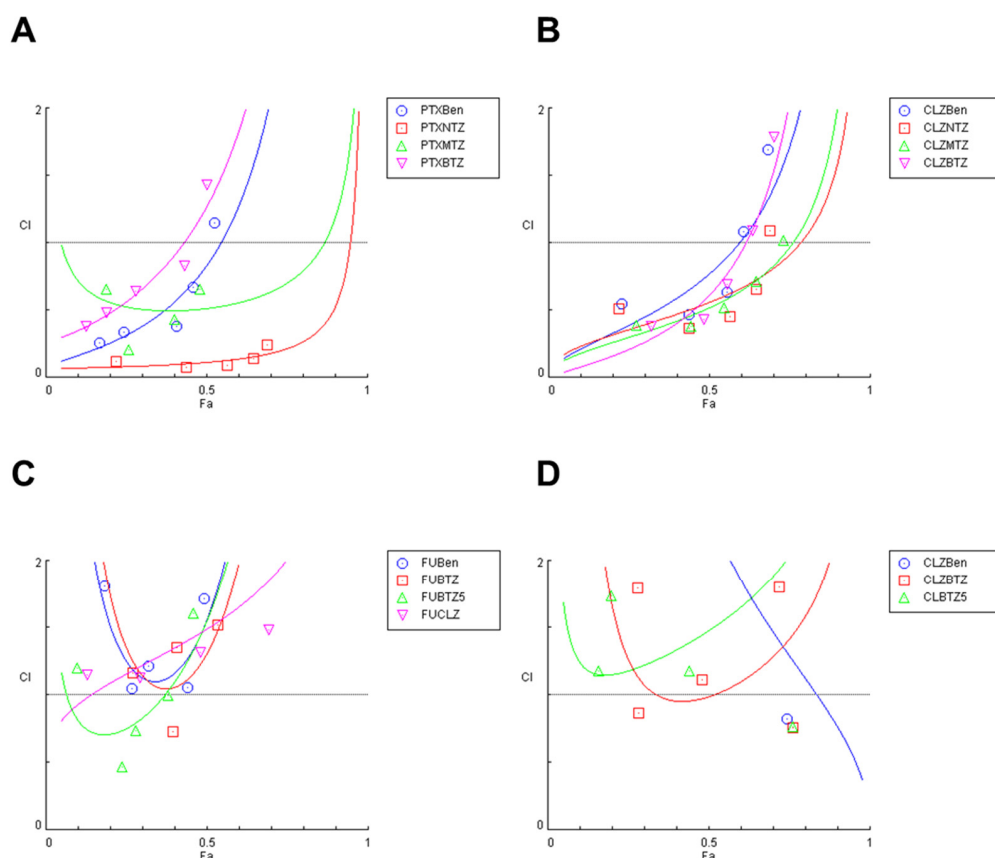 A
2
CI
0
0
0.5
1
Fa
PTXBen
PTXNTZ
PTXMTZ
PTXBTZ
B
2
CI
0
0
0.5
1
Fa
CLZBen
CLZNTZ
CLZMTZ
CLZBTZ
C
2
CI
0
0
0.5
1
Fa
FUBen
FUBTZ
FUBTZ5
FUCLZ
D
2
CI
0
0
0.5
1
Fa
CLZBen
CLZBTZ
CLBTZ5